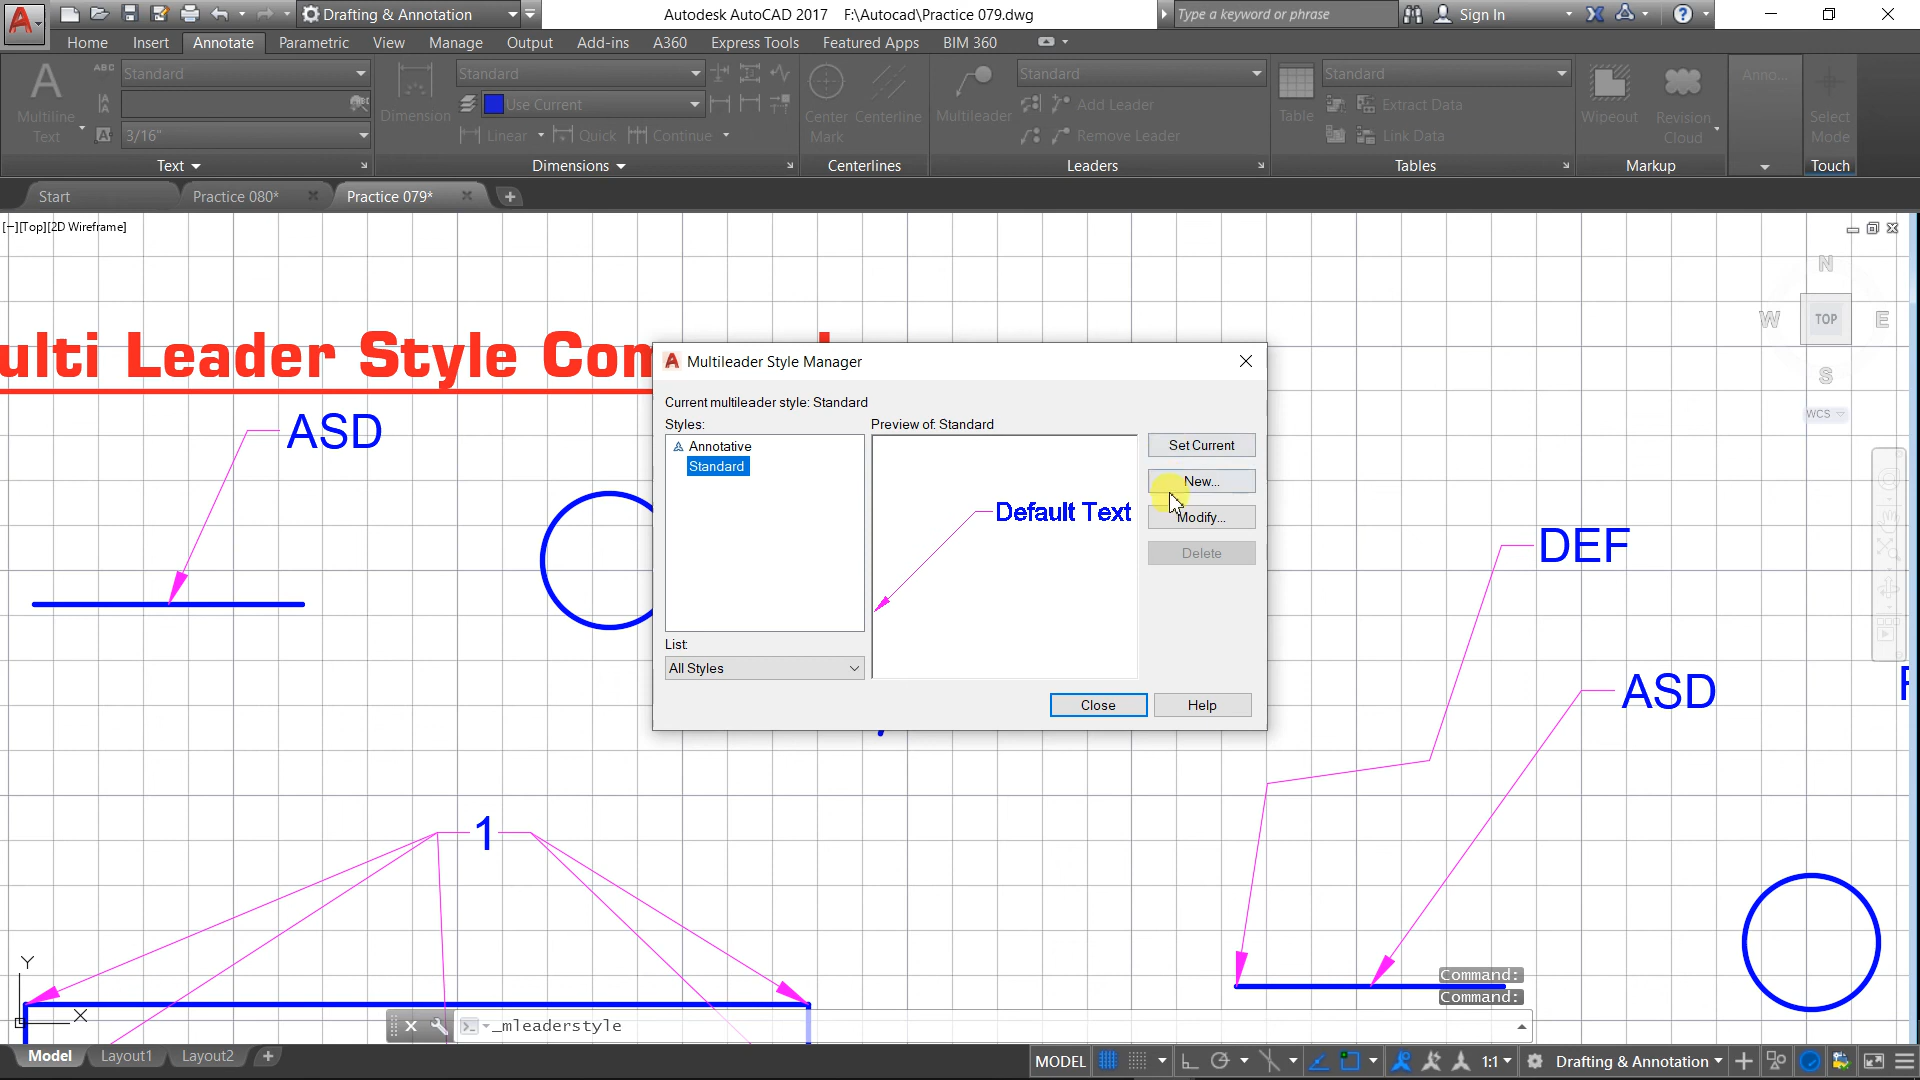 Drafting & Annotation
Autodesk AutoCAD 2017 F:\Autocad\Practice 079.dwg
Type a keyword or phrase
Sign In
Home Insert Annotate Parametric View Manage Output Add-ins A360 Express Tools Featured Apps BIM 360
Multiline Text
ABC Standard
3/16"
Text
Dimension
Standard
Use Current
Linear Quick Continue
Dimensions
Center Mark
Centerline
Centerlines
Multileader
Standard
Add Leader
Remove Leader
Leaders
Table
Standard
Extract Data
Link Data
Tables
Wipeout
Revision Cloud
Markup
Anno...
Select Mode
Touch
Start Practice 080* Practice 079*
[−][Top][2D Wireframe]
N
W TOP E
S
WCS
ulti Leader Style Com
ASD
Multileader Style Manager
Current multileader style: Standard
Styles:
Annotative
Standard
Preview of: Standard
Default Text
Set Current
New...
Modify...
Delete
List:
All Styles
Close Help
DEF
ASD
1
Y
X
Command:
Command:
_mleaderstyle
Model Layout1 Layout2
MODEL 1:1 Drafting & Annotation